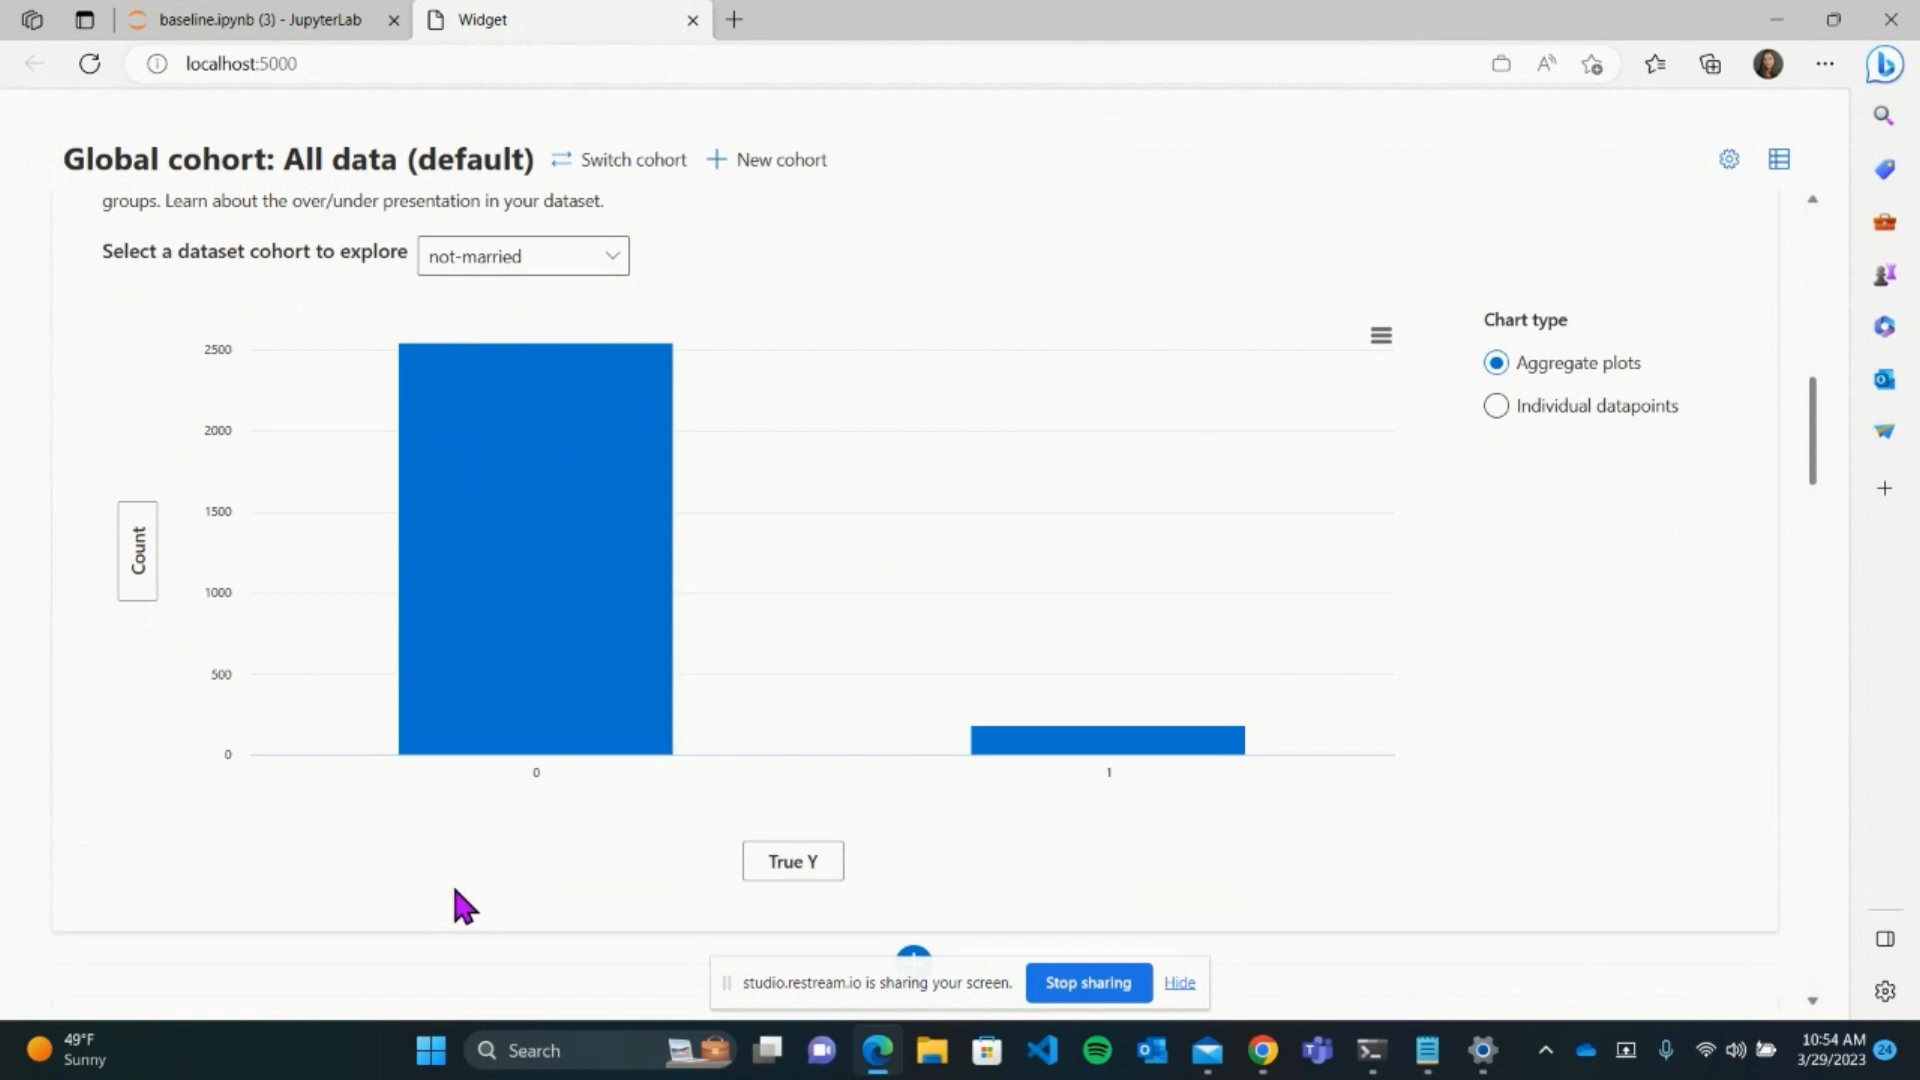 baseline.ipynb (3) - JupyterLab
Widget
localhost:5000
Global cohort: All data (default)
Switch cohort
New cohort
groups. Learn about the over/under presentation in your dataset.
Select a dataset cohort to explore
not-married
Chart type
Aggregate plots
Individual datapoints
2500
2000
1500
1000
500
0
Count
0
1
True Y
studio.restream.io is sharing your screen.
Stop sharing
Hide
49°F
Sunny
Search
10:54 AM
3/29/2023
24